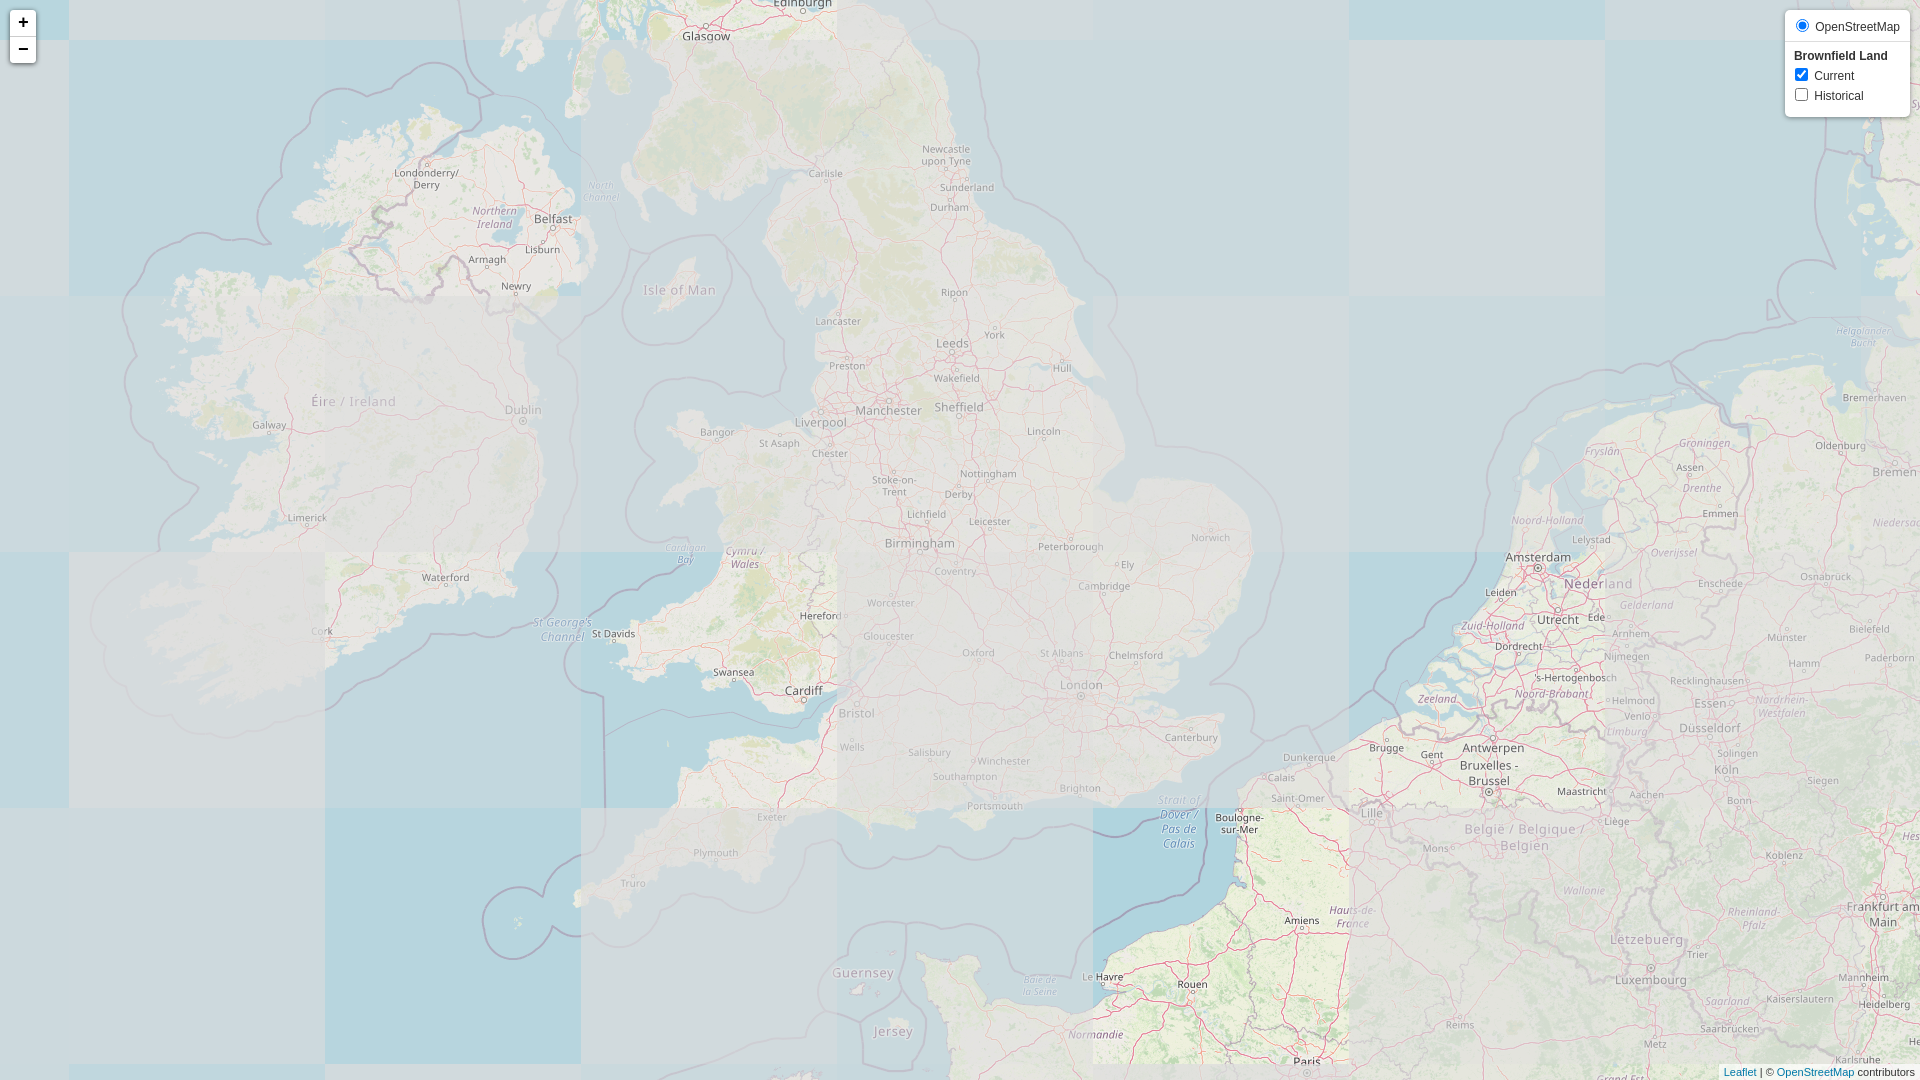 +
−
OpenStreetMap
Brownfield Land
Current
Historical
Edinburgh
Glasgow
Newcastle
upon Tyne
Londonderry/
Derry
Carlisle
North
Channel
Sunderland
Durham
Northern
Ireland
Belfast
Lisburn
Armagh
Newry
Isle of Man
Ripon
Lancaster
York
Leeds
Helgoländer
Bucht
Preston
Hull
Wakefield
Éire / Ireland
Dublin
Manchester
Sheffield
Bremerhaven
Galway
Liverpool
Bangor
St Asaph
Lincoln
Chester
Groningen
Oldenburg
Fryslân
Assen
Bremen
Nottingham
Stoke-on-
Trent
Derby
Drenthe
Limerick
Lichfield
Leicester
Emmen
Noord-Holland
Niedersac
Birmingham
Peterborough
Norwich
Lelystad
Cardigan
Bay
Cymru /
Wales
Amsterdam
Overijssel
Ely
Coventry
Waterford
Cambridge
Nederland
Enschede
Osnabrück
Leiden
Worcester
Gelderland
Hereford
Utrecht
Ede
St George's
Channel
St Davids
Cork
Gloucester
Zuid-Holland
Arnhem
Münster
Bielefeld
Oxford
St Albans
Chelmsford
Dordrecht
Nijmegen
Hamm
Paderborn
Swansea
London
's-Hertogenbosch
Recklinghausen
Cardiff
Zeeland
Noord-Brabant
Helmond
Essen
Nordrhein-
Westfalen
Bristol
Venlo
Limburg
Düsseldorf
Canterbury
Wells
Salisbury
Winchester
Dunkerque
Brugge
Gent
Antwerpen
Solingen
Southampton
Calais
Bruxelles -
Brussel
Köln
Siegen
Brighton
Saint-Omer
Maastricht
Aachen
Bonn
Portsmouth
Strait of
Dover /
Pas de
Calais
Exeter
Boulogne-
sur-Mer
Lille
Liège
België / Belgique /
Belgien
Hes
Plymouth
Mons
Koblenz
Truro
Wallonie
Hauts-de-
France
Amiens
Rheinland-
Pfalz
Frankfurt am
Main
Lëtzebuerg
Trier
Guernsey
Le Havre
Baie de
la Seine
Rouen
Luxembourg
Mannheim
Saarland
Kaiserslautern
Heidelberg
Jersey
Normandie
Reims
Saarbrücken
He
Metz
Paris
Karlsruhe
Grand Est
Leaflet | © OpenStreetMap contributors